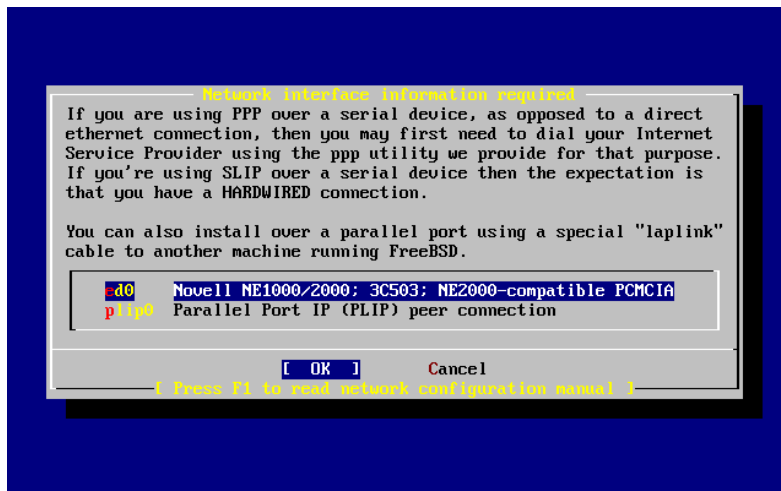 Network interface information required
If you are using PPP over a serial device, as opposed to a direct
ethernet connection, then you may first need to dial your Internet
Service Provider using the ppp utility we provide for that purpose.
If you're using SLIP over a serial device then the expectation is
that you have a HARDWIRED connection.
You can also install over a parallel port using a special "laplink"
cable to another machine running FreeBSD.
ed0 Novell NE1000/2000; 3C503; NE2000-compatible PCMCIA
plip0 Parallel Port IP (PLIP) peer connection
[ OK ] Cancel
[ Press F1 to read network configuration manual ]